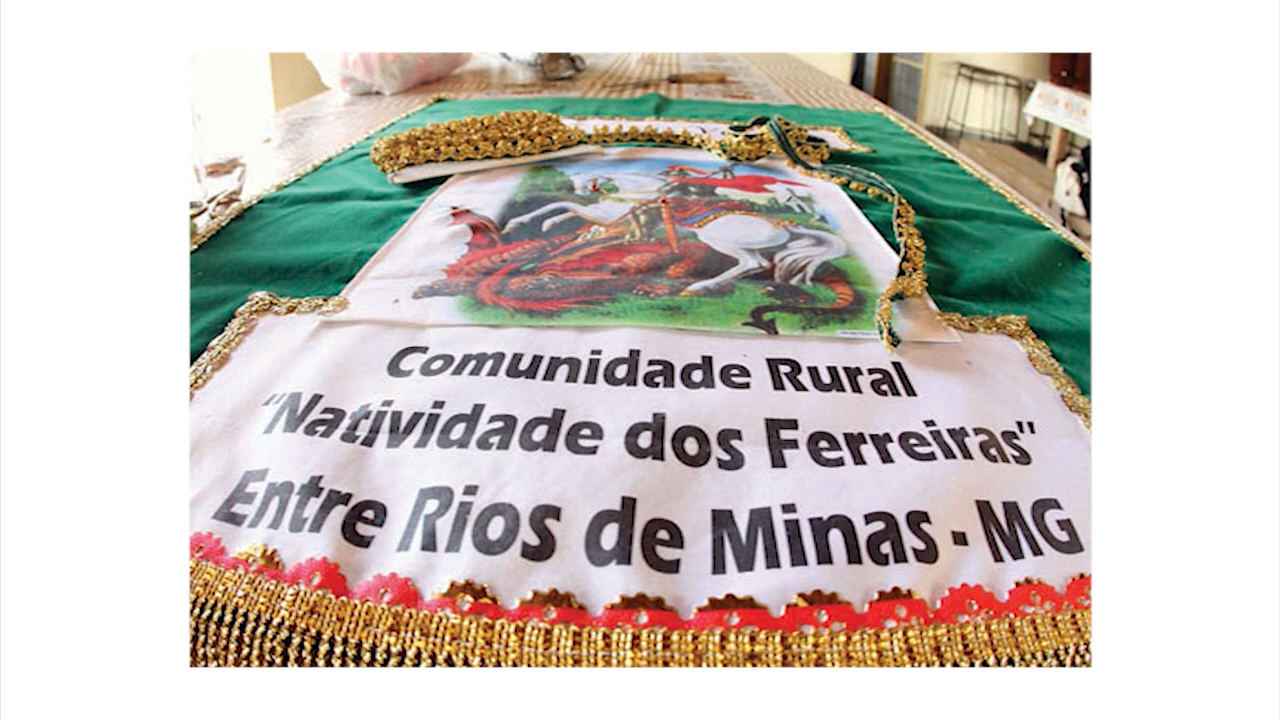 Comunidade Rural
"Natividade dos Ferreiras"
Entre Rios de Minas - MG